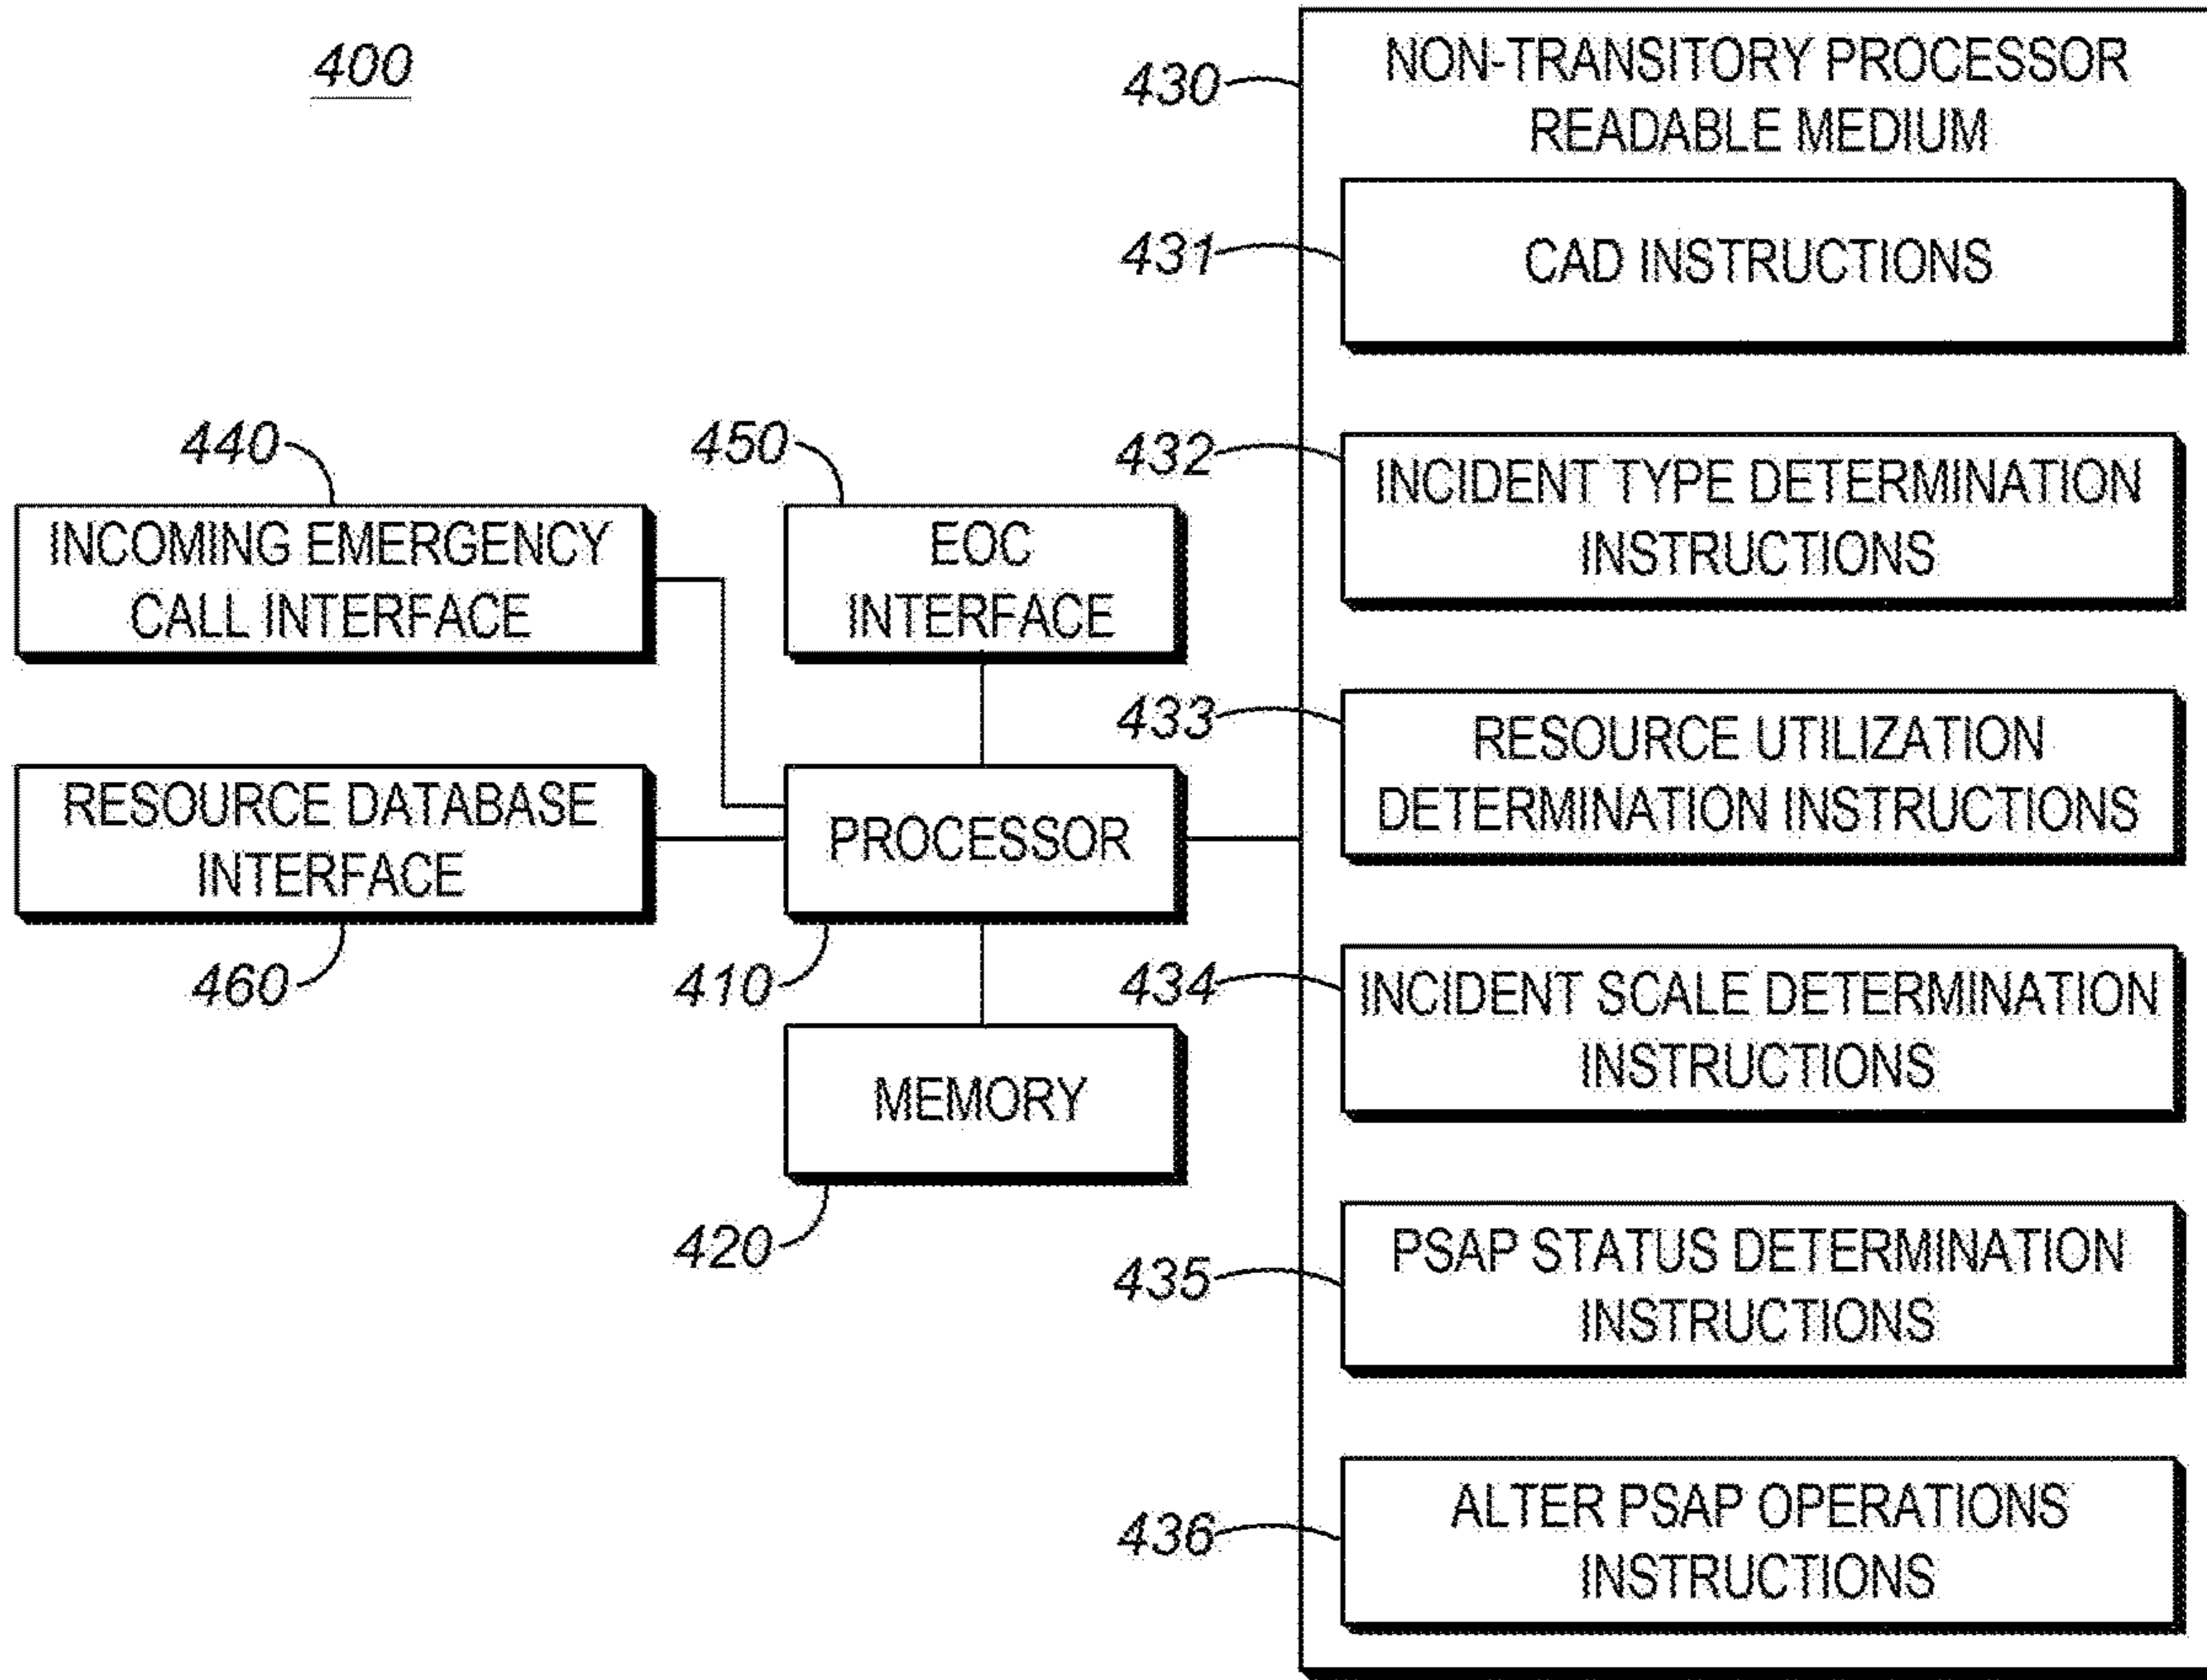 400
430
NON-TRANSITORY PROCESSOR
READABLE MEDIUM
431
CAD INSTRUCTIONS
440
450
432
INCIDENT TYPE DETERMINATION
INSTRUCTIONS
INCOMING EMERGENCY
CALL INTERFACE
EOC
INTERFACE
433
RESOURCE UTILIZATION
DETERMINATION INSTRUCTIONS
RESOURCE DATABASE
INTERFACE
PROCESSOR
460
410
434
INCIDENT SCALE DETERMINATION
INSTRUCTIONS
MEMORY
420
435
PSAP STATUS DETERMINATION
INSTRUCTIONS
436
ALTER PSAP OPERATIONS
INSTRUCTIONS